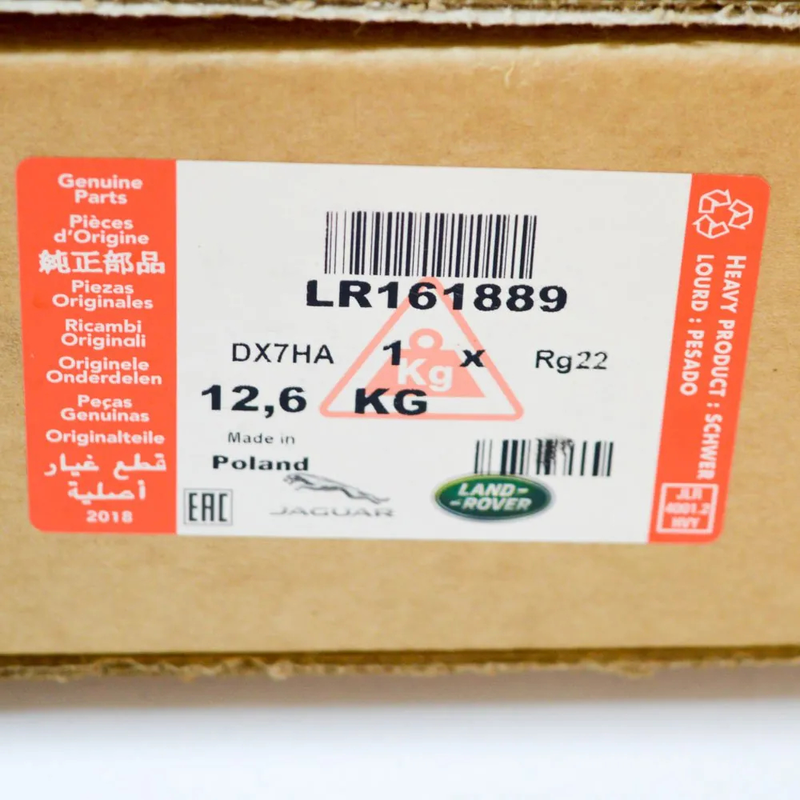 Genuine
Parts
Pièces
d'Origine
純正部品
Piezas
Originales
Ricambi
Originali
Originele
Onderdelen
Peças
Genuinas
Originalteile
قطع غيار
أصلية
2018
LR161889
DX7HA 1 x Rg22
Kg
12,6 KG
Made in
Poland
EAC
JAGUAR
LAND-
ROVER
HEAVY PRODUCT : SCHWER
LOURD : PESADO
JLR
4001.2
HVY